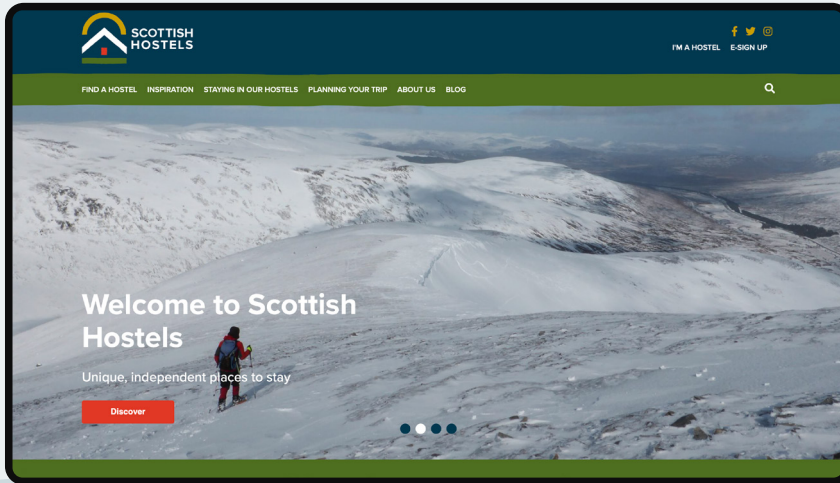 SCOTTISH
HOSTELS
I'M A HOSTEL E-SIGN UP
FIND A HOSTEL INSPIRATION STAYING IN OUR HOSTELS PLANNING YOUR TRIP ABOUT US BLOG
Welcome to Scottish
Hostels
Unique, independent places to stay
Discover